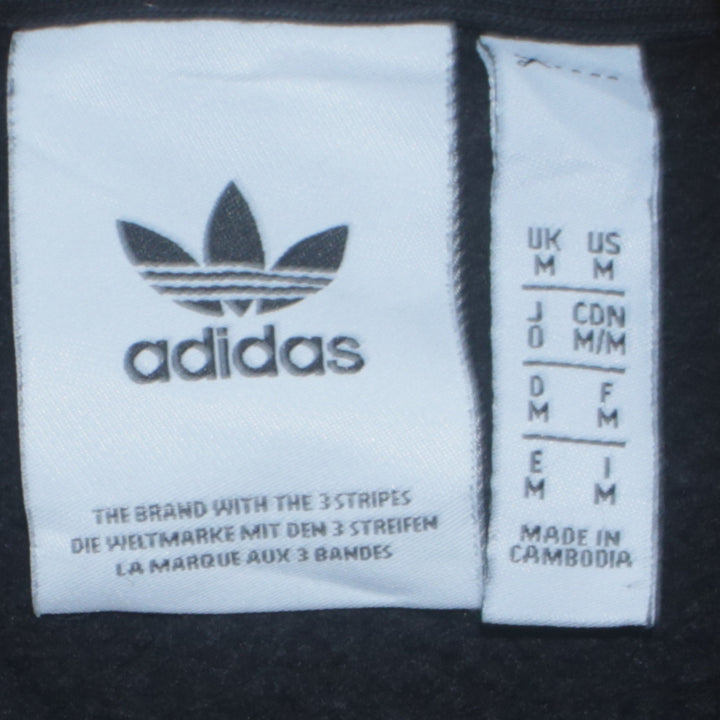 adidas
THE BRAND WITH THE 3 STRIPES
DIE WELTMARKE MIT DEN 3 STREIFEN
LA MARQUE AUX 3 BANDES
UK US
M M
J CDN
O M/M
D F
M M
E I
M M
MADE IN
CAMBODIA